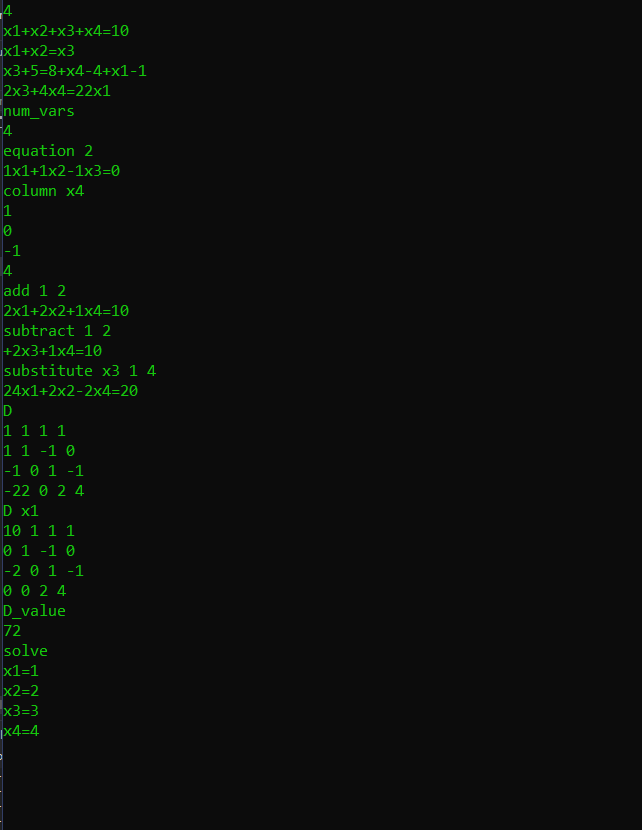 4
x1+x2+x3+x4=10
x1+x2=x3
x3+5=8+x4-4+x1-1
2x3+4x4=22x1
num_vars
4
equation 2
1x1+1x2-1x3=0
column x4
1
0
-1
4
add 1 2
2x1+2x2+1x4=10
subtract 1 2
+2x3+1x4=10
substitute x3 1 4
24x1+2x2-2x4=20
D
1 1 1 1
1 1 -1 0
-1 0 1 -1
-22 0 2 4
D x1
10 1 1 1
0 1 -1 0
-2 0 1 -1
0 0 2 4
D_value
72
solve
x1=1
x2=2
x3=3
x4=4